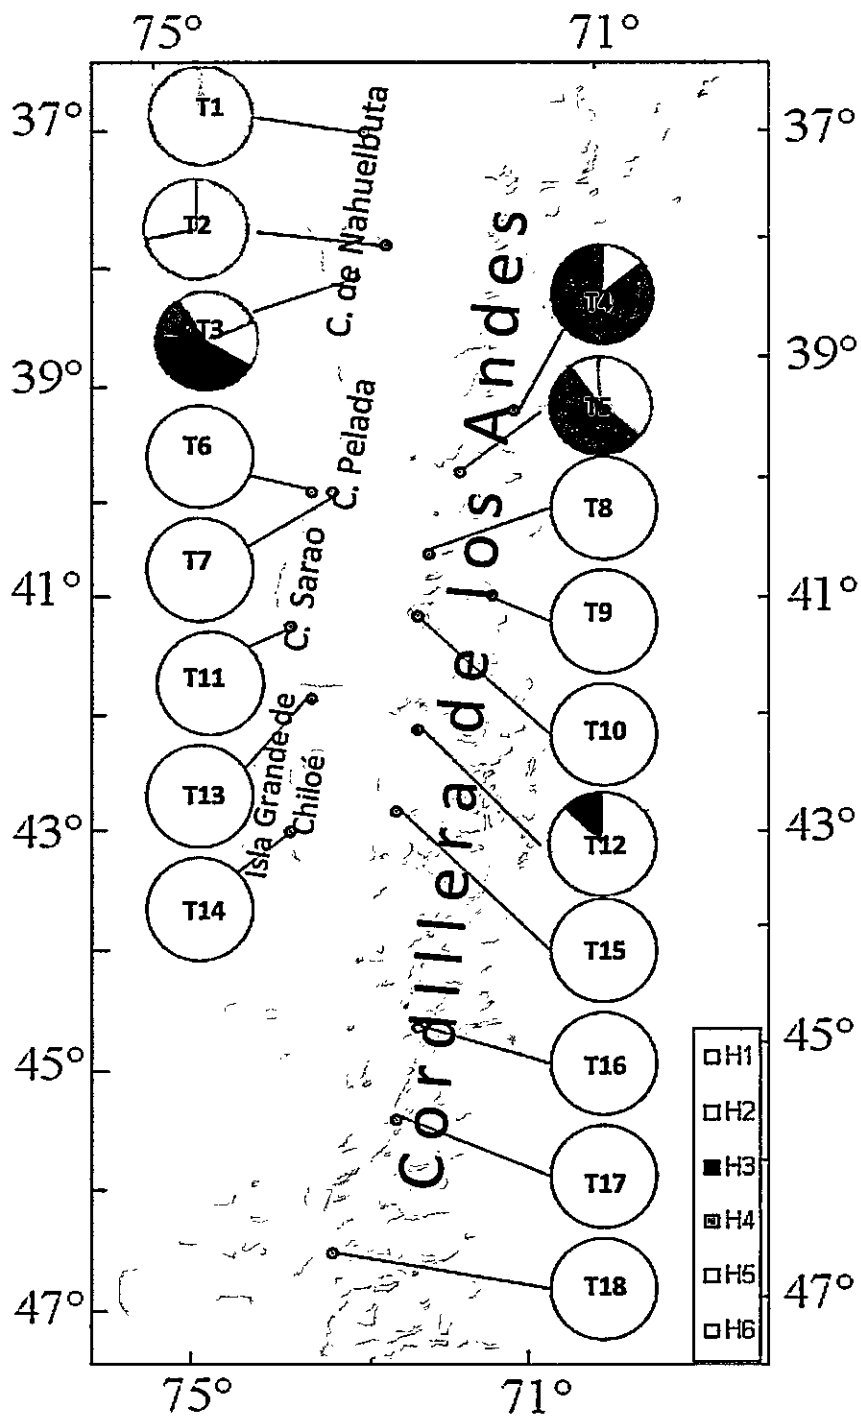 75° 71°
37° 37°
39° 39°
41° 41°
43° 43°
45° 45°
47° 47°
75° 71°
T1
T2
T3
T4
T5
T6
T7
T8
T9
T10
T11
T12
T13
T14
T15
T16
T17
T18
C. de Nahuelbuta
C. Pelada
C. Sarao
Isla Grande de
Chiloé
Cordillera de los Andes
H1
H2
H3
H4
H5
H6